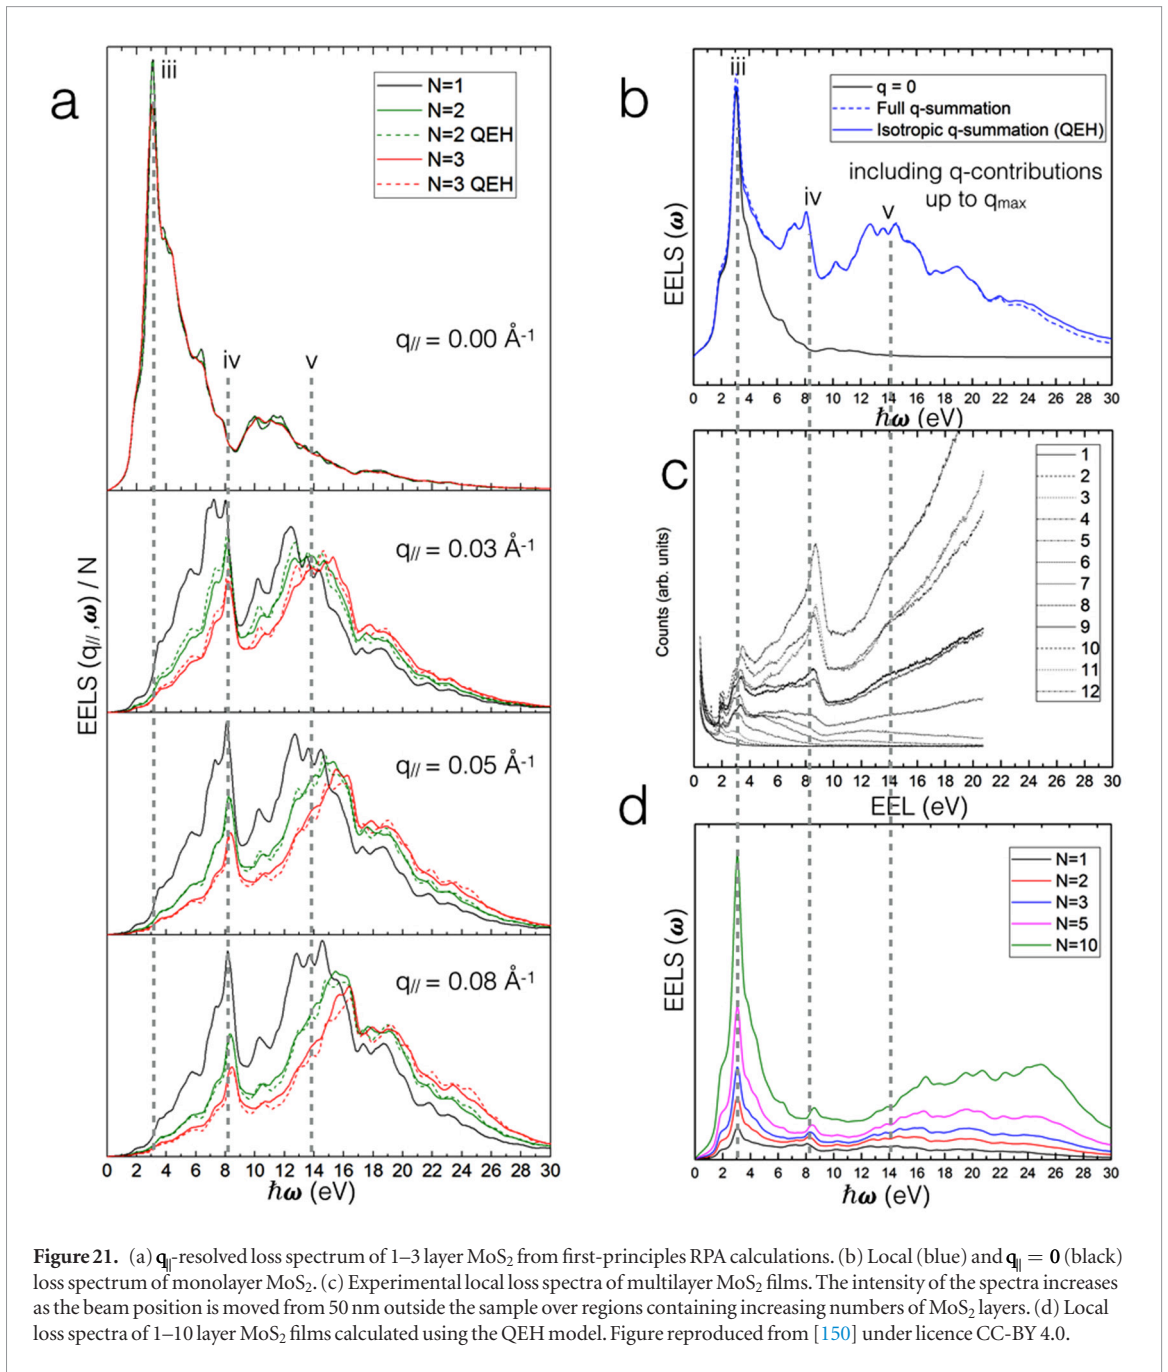 a
iii
N=1
N=2
N=2 QEH
N=3
N=3 QEH
q// = 0.00 Å-1
iv
v
q// = 0.03 Å-1
q// = 0.05 Å-1
q// = 0.08 Å-1
EELS (q//,ω) / N
0 2 4 6 8 10 12 14 16 18 20 22 24 26 28 30
ħω (eV)
b
iii
q = 0
Full q-summation
Isotropic q-summation (QEH)
including q-contributions
up to qmax
iv
v
EELS (ω)
0 2 4 6 8 10 12 14 16 18 20 22 24 26 28 30
ħω (eV)
c
Counts (arb. units)
1
2
3
4
5
6
7
8
9
10
11
12
0 2 4 6 8 10 12 14 16 18 20 22 24 26 28 30
EEL (eV)
d
N=1
N=2
N=3
N=5
N=10
EELS (ω)
0 2 4 6 8 10 12 14 16 18 20 22 24 26 28 30
ħω (eV)
Figure 21. (a) q∥-resolved loss spectrum of 1–3 layer MoS2 from first-principles RPA calculations. (b) Local (blue) and q∥ = 0 (black)
loss spectrum of monolayer MoS2. (c) Experimental local loss spectra of multilayer MoS2 films. The intensity of the spectra increases
as the beam position is moved from 50 nm outside the sample over regions containing increasing numbers of MoS2 layers. (d) Local
loss spectra of 1–10 layer MoS2 films calculated using the QEH model. Figure reproduced from [150] under licence CC-BY 4.0.